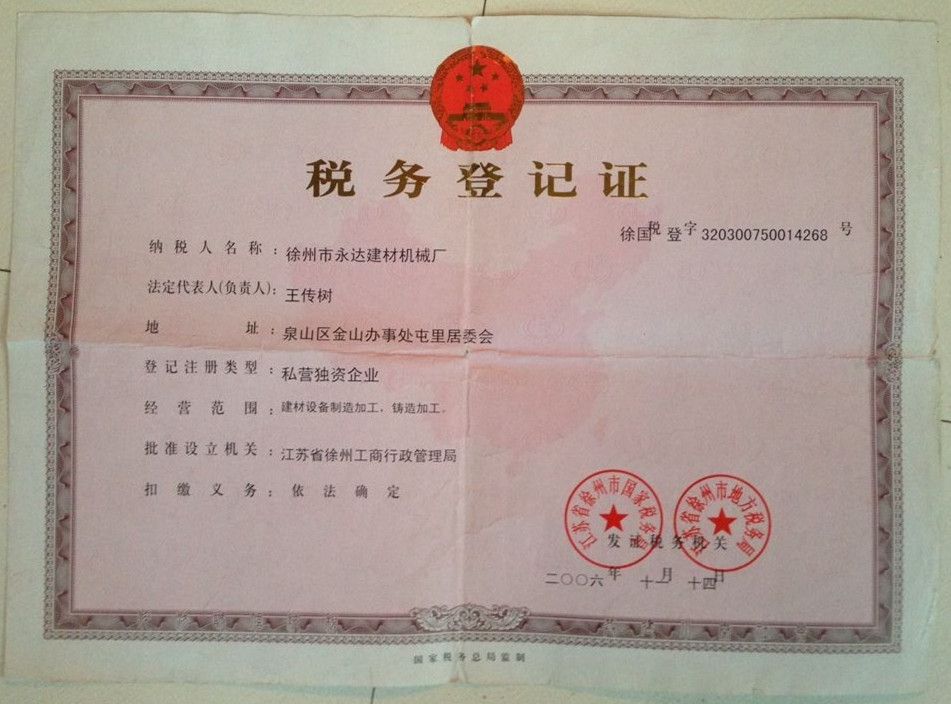 税务登记证
徐国税登字320300750014268号
纳税人名称：徐州市永达建材机械厂
法定代表人(负责人)：王传树
地址：泉山区金山办事处屯里居委会
登记注册类型：私营独资企业
经营范围：建材设备制造加工，铸造加工。
批准设立机关：江苏省徐州工商行政管理局
扣缴义务：依法确定
江苏省徐州市国家税务局
江苏省徐州市地方税务局
发证税务机关
二〇〇六年十一月十四日
国家税务总局监制